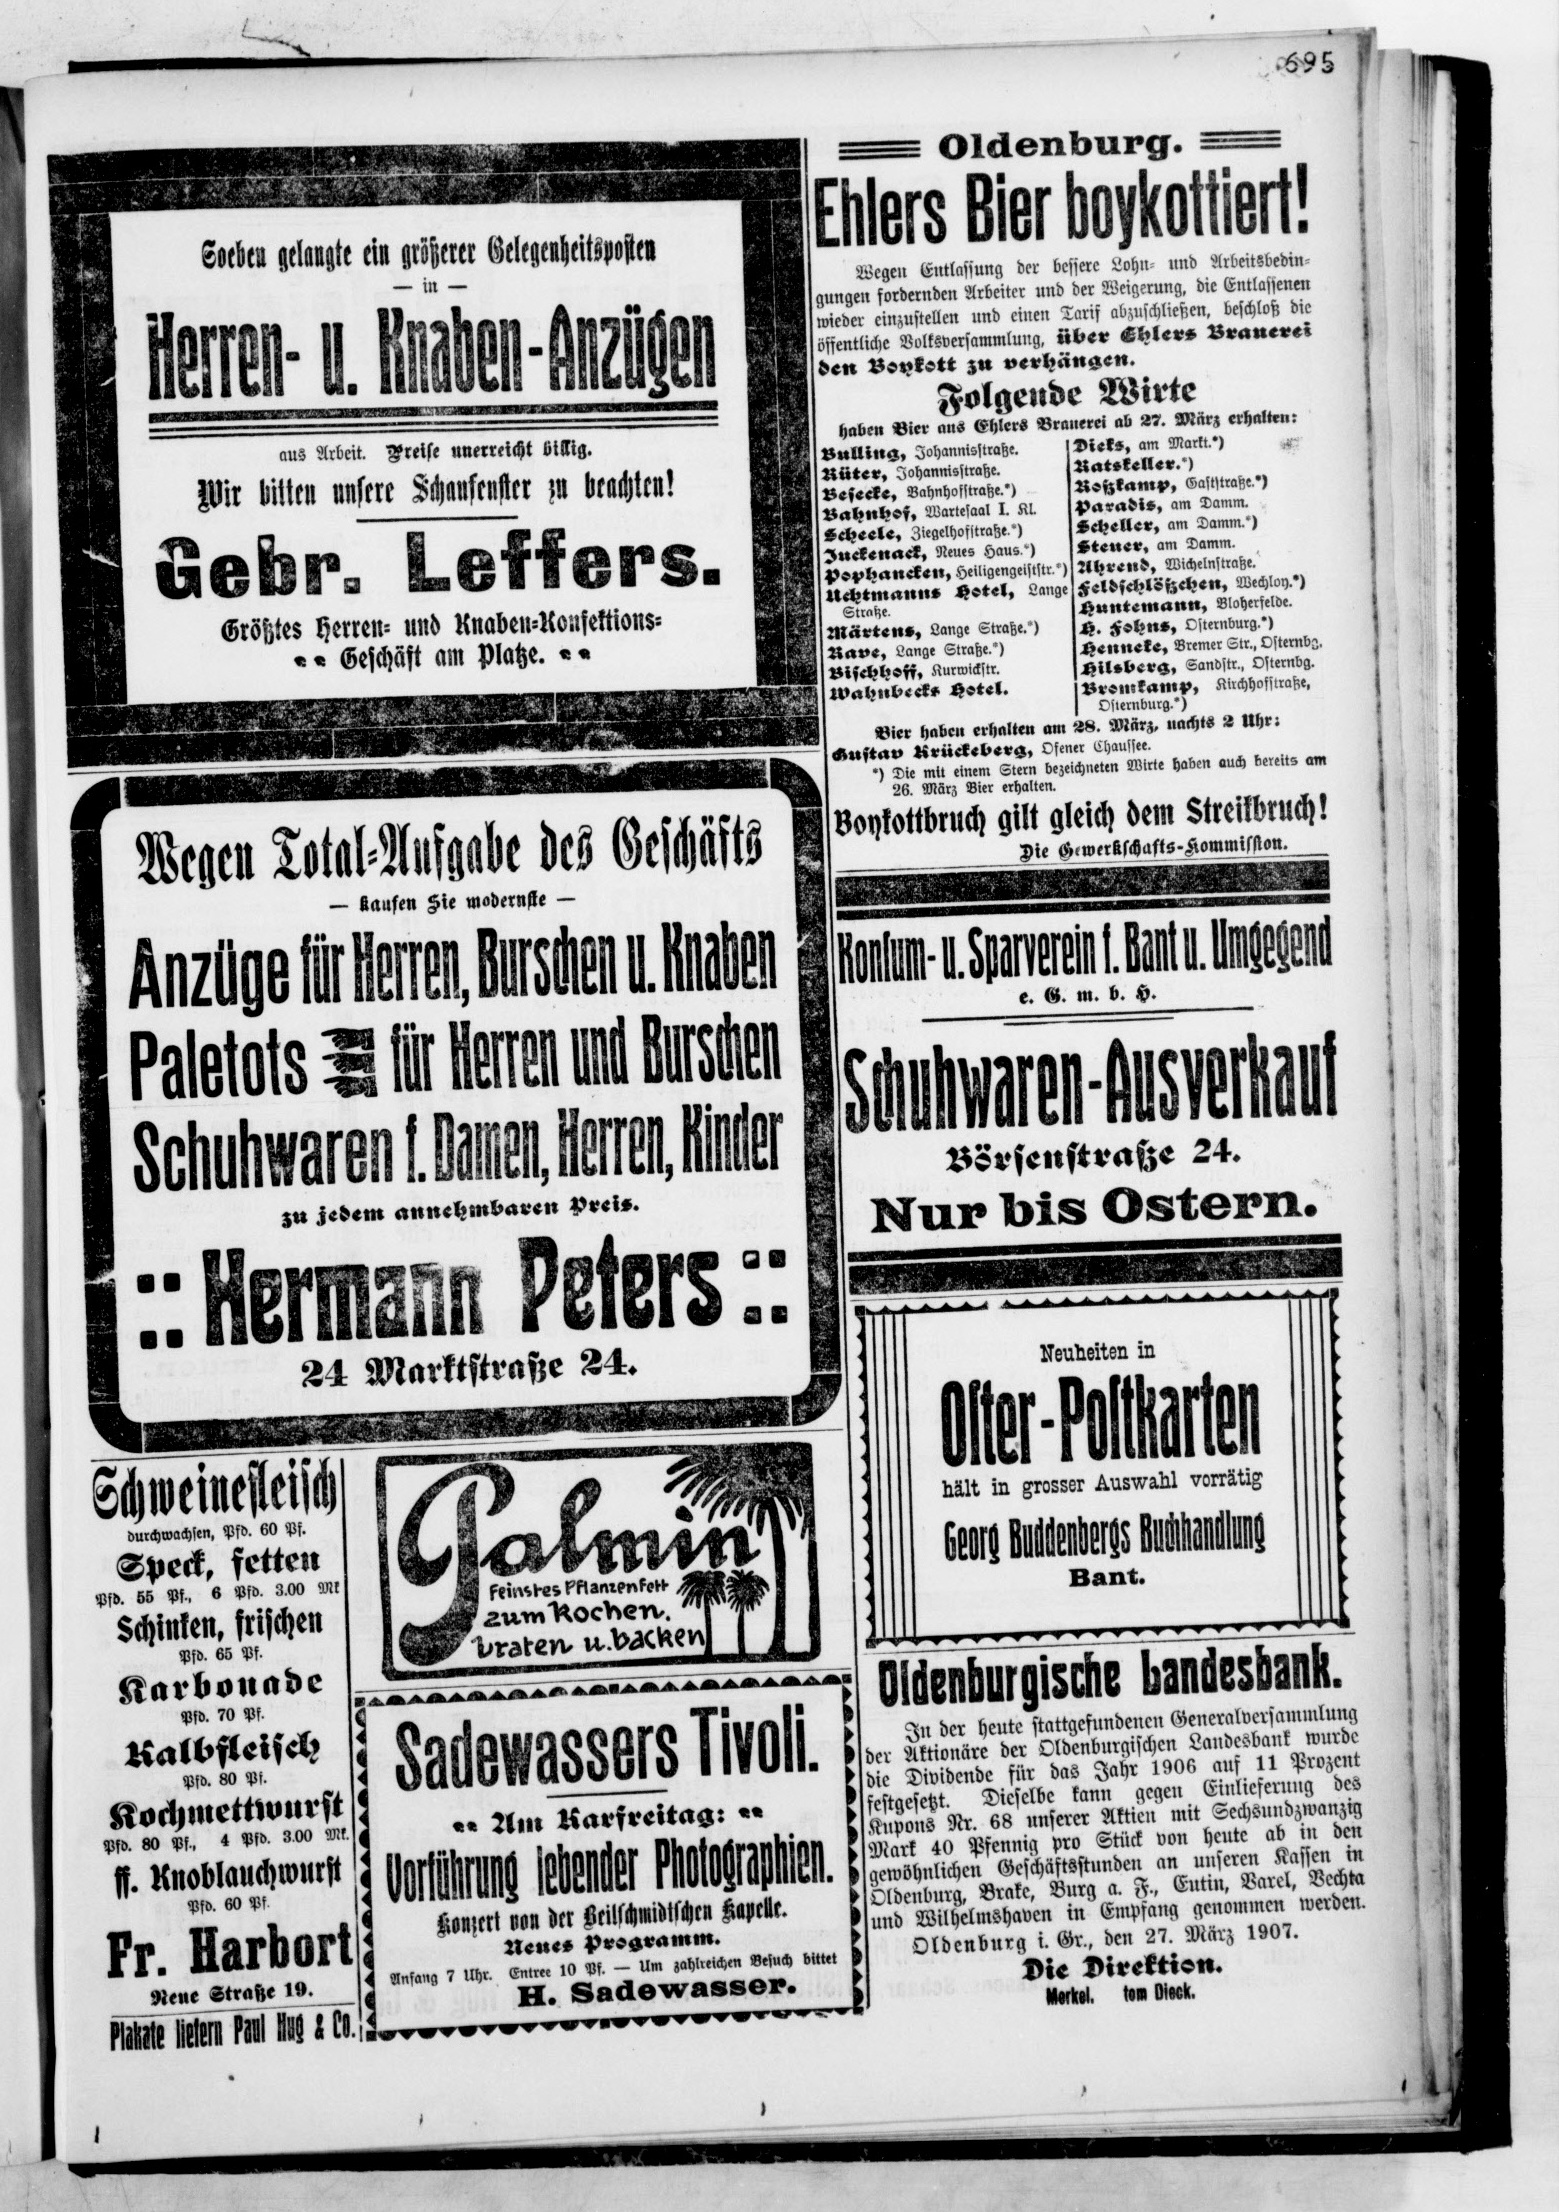 695
Soeben gelangte ein größerer Gelegenheitsposten
— in —
Herren- u. Knaben-Anzügen
aus Arbeit. Preise unerreicht billig.
Wir bitten unsere Schaufenster zu beachten!
Gebr. Leffers.
Größtes Herren- und Knaben-Konfektions-
Geschäft am Platze.
Wegen Total-Aufgabe des Geschäfts
— kaufen Sie modernste —
Anzüge für Herren, Burschen u. Knaben
Paletots für Herren und Burschen
Schuhwaren f. Damen, Herren, Kinder
zu jedem annehmbaren Preis.
:: Hermann Peters ::
24 Marktstraße 24.
Schweinefleisch
durchwachsen, Pfd. 60 Pf.
Speck, fetten
Pfd. 55 Pf., 6 Pfd. 3.00 Mk
Schinken, frischen
Pfd. 65 Pf.
Karbonade
Pfd. 70 Pf.
Kalbfleisch
Pfd. 80 Pf.
Kochmettwurst
Pfd. 80 Pf., 4 Pfd. 3.00 Mk.
ff. Knoblauchwurst
Pfd. 60 Pf.
Fr. Harbort
Neue Straße 19.
Plakate liefern Paul Hug & Co.
Palmin
Feinstes Pflanzenfett
zum Kochen,
braten u. backen
Sadewassers Tivoli.
Am Karfreitag:
Vorführung lebender Photographien.
Konzert von der Beilschmidtschen Kapelle.
Neues Programm.
Anfang 7 Uhr. Entree 10 Pf. — Um zahlreichen Besuch bittet
H. Sadewasser.
Oldenburg.
Ehlers Bier boykottiert!
Wegen Entlassung der bessere Lohn- und Arbeitsbedin-
gungen fordernden Arbeiter und der Weigerung, die Entlassenen
wieder einzustellen und einen Tarif abzuschließen, beschloß die
öffentliche Volksversammlung, über Ehlers Brauerei
den Boykott zu verhängen.
Folgende Wirte
haben Bier aus Ehlers Brauerei ab 27. März erhalten:
Bulling, Johannisstraße.
Rüter, Johannisstraße.
Besecke, Bahnhofstraße.*)
Bahnhof, Wartesaal I. Kl.
Scheele, Ziegelhofstraße.*)
Juckenack, Neues Haus.*)
Pophancken, Heiligengeiststr.*)
Uchtmanns Hotel, Lange
Straße.
Märtens, Lange Straße.*)
Rave, Lange Straße.*)
Bischhoff, Kurwickstr.
Wahnbecks Hotel.
Dieks, am Markt.*)
Ratskeller.*)
Roßkamp, Gaststraße.*)
Paradis, am Damm.
Scheller, am Damm.*)
Steuer, am Damm.
Ahrend, Wichelnstraße.
Feldschlößchen, Wechloy.*)
Huntemann, Bloherfelde.
H. Fohns, Osternburg.*)
Henneke, Bremer Str., Osternbg.
Hilsberg, Sandstr., Osternbg.
Bromkamp, Kirchhofstraße,
Osternburg.*)
Bier haben erhalten am 28. März, nachts 2 Uhr:
Gustav Krückeberg, Ofener Chaussee.
*) Die mit einem Stern bezeichneten Wirte haben auch bereits am
26. März Bier erhalten.
Boykottbruch gilt gleich dem Streikbruch!
Die Gewerkschafts-Kommission.
Konsum- u. Sparverein f. Bant u. Umgegend
e. G. m. b. H.
Schuhwaren-Ausverkauf
Börsenstraße 24.
Nur bis Ostern.
Neuheiten in
Oster-Postkarten
hält in grosser Auswahl vorrätig
Georg Buddenbergs Buchhandlung
Bant.
Oldenburgische Landesbank.
In der heute stattgefundenen Generalversammlung
der Aktionäre der Oldenburgischen Landesbank wurde
die Dividende für das Jahr 1906 auf 11 Prozent
festgesetzt. Dieselbe kann gegen Einlieferung des
Kupons Nr. 68 unserer Aktien mit Sechsundzwanzig
Mark 40 Pfennig pro Stück von heute ab in den
gewöhnlichen Geschäftsstunden an unseren Kassen in
Oldenburg, Brake, Burg a. F., Eutin, Varel, Vechta
und Wilhelmshaven in Empfang genommen werden.
Oldenburg i. Gr., den 27. März 1907.
Die Direktion.
Merkel. tom Dieck.